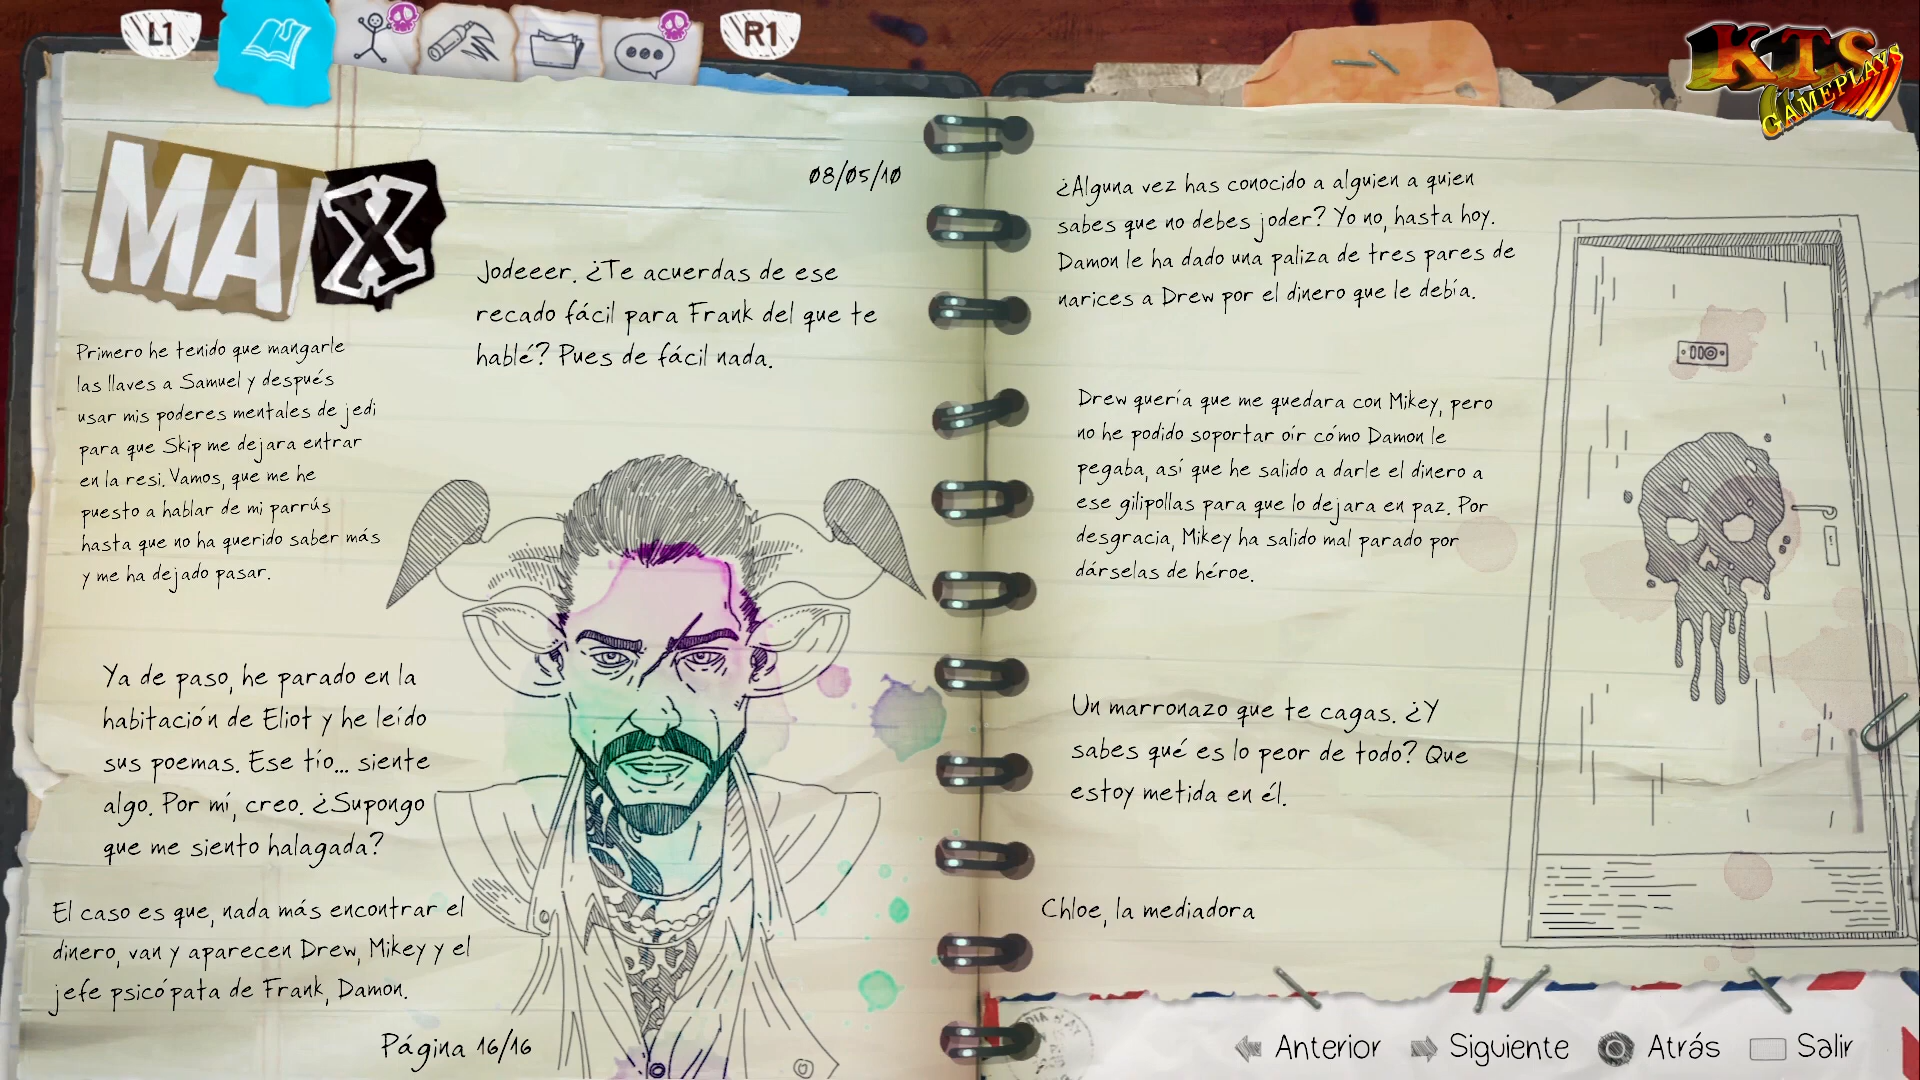 L1
R1
KTS
GAMEPLAYS
MAX
08/05/10
Jodeeer. ¿Te acuerdas de ese
recado fácil para Frank del que te
hablé? Pues de fácil nada.
Primero he tenido que mangarle
las llaves a Samuel y después
usar mis poderes mentales de jedi
para que Skip me dejara entrar
en la resi. Vamos, que me he
puesto a hablar de mi parrús
hasta que no ha querido saber más
y me ha dejado pasar.
Ya de paso, he parado en la
habitación de Eliot y he leído
sus poemas. Ese tío... siente
algo. Por mí, creo. ¿Supongo
que me siento halagada?
El caso es que, nada más encontrar el
dinero, van y aparecen Drew, Mikey y el
jefe psicópata de Frank, Damon.
Página 16/16
¿Alguna vez has conocido a alguien a quien
sabes que no debes joder? Yo no, hasta hoy.
Damon le ha dado una paliza de tres pares de
narices a Drew por el dinero que le debía.
Drew quería que me quedara con Mikey, pero
no he podido soportar oír cómo Damon le
pegaba, así que he salido a darle el dinero a
ese gilipollas para que lo dejara en paz. Por
desgracia, Mikey ha salido mal parado por
dárselas de héroe.
Un marronazo que te cagas. ¿Y
sabes qué es lo peor de todo? Que
estoy metida en él.
Chloe, la mediadora
Anterior
Siguiente
Atrás
Salir